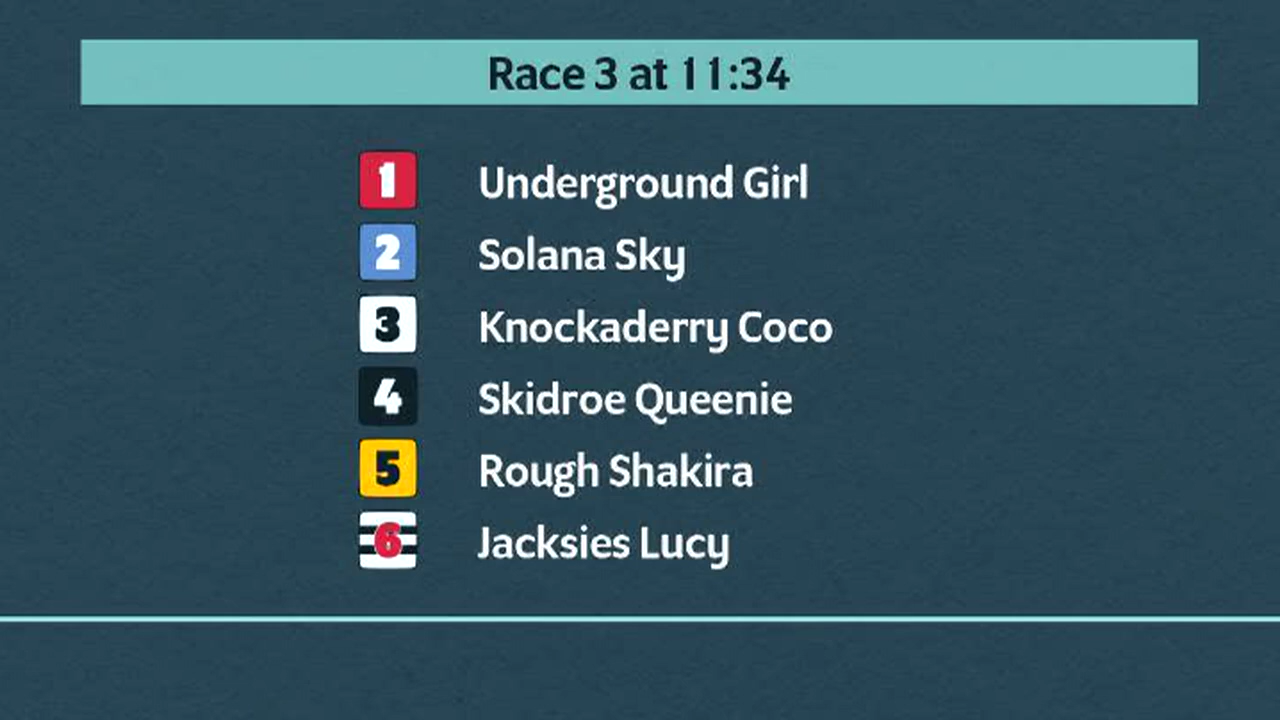 Race 3 at 11:34
1 Underground Girl
2 Solana Sky
3 Knockaderry Coco
4 Skidroe Queenie
5 Rough Shakira
6 Jacksies Lucy